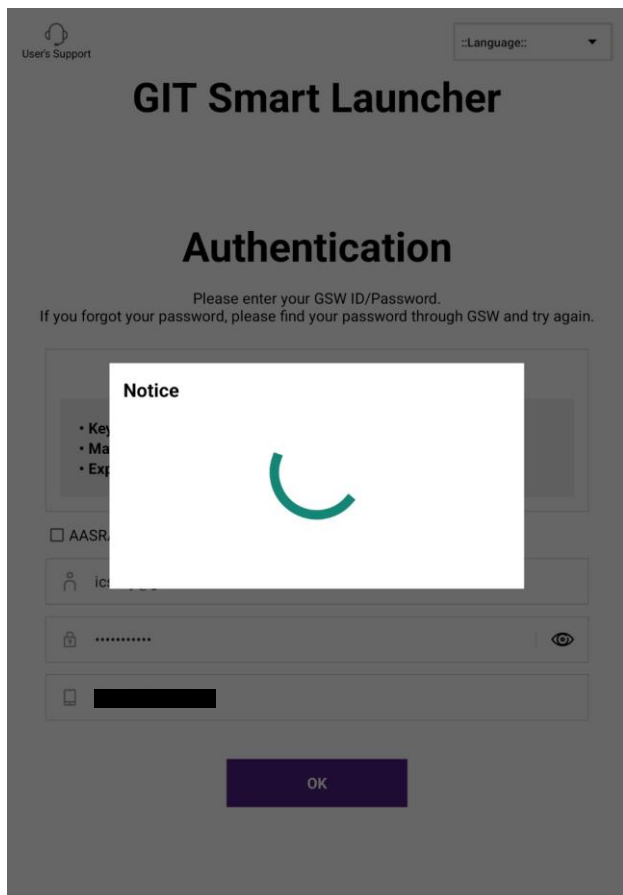 User's Support
::Language::
GIT Smart Launcher
Authentication
Please enter your GSW ID/Password.
If you forgot your password, please find your password through GSW and try again.
Notice
OK